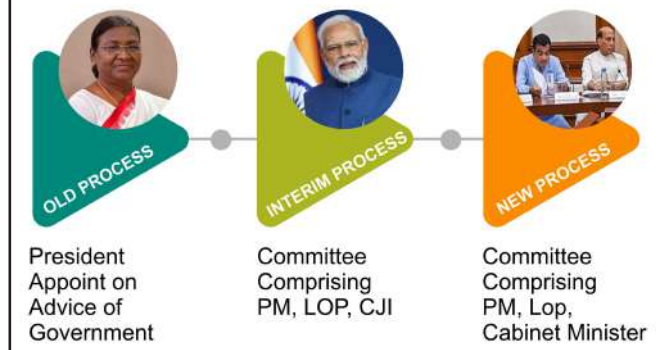 OLD PROCESS
INTERIM PROCESS
NEW PROCESS
President
Appoint on
Advice of
Government
Committee
Comprising
PM, LOP, CJI
Committee
Comprising
PM, Lop,
Cabinet Minister